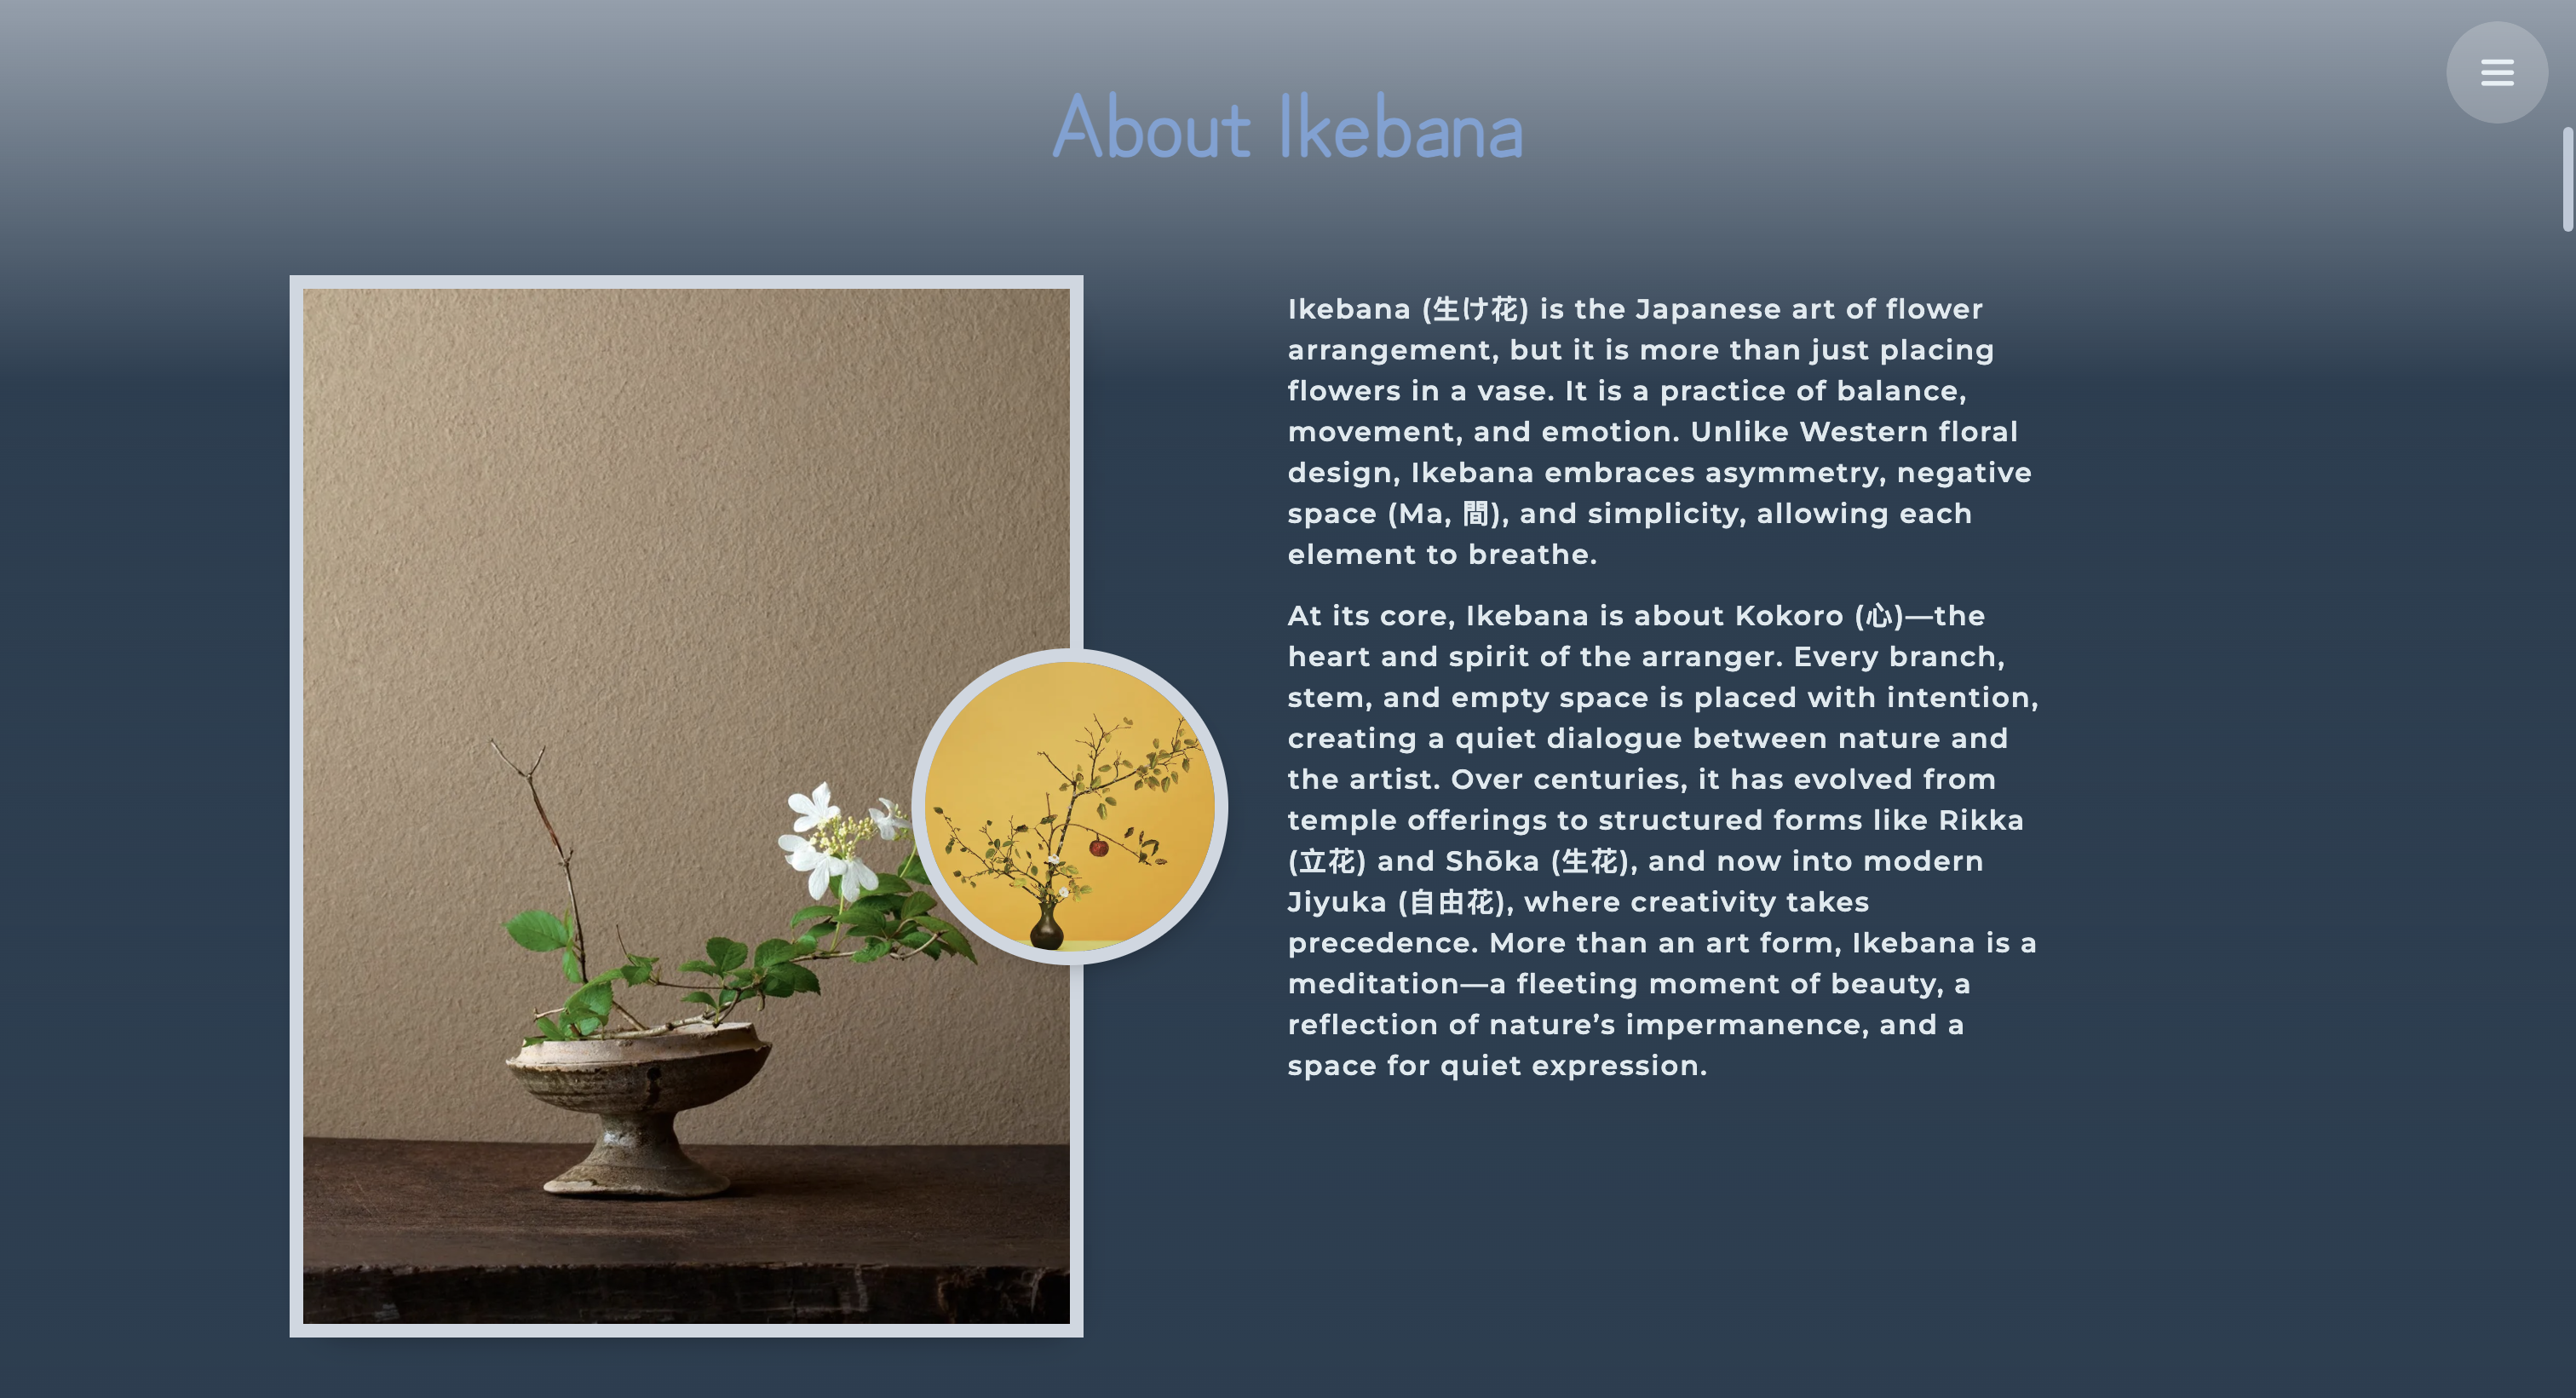 About Ikebana
Ikebana (生け花) is the Japanese art of flower
arrangement, but it is more than just placing
flowers in a vase. It is a practice of balance,
movement, and emotion. Unlike Western floral
design, Ikebana embraces asymmetry, negative
space (Ma, 間), and simplicity, allowing each
element to breathe.
At its core, Ikebana is about Kokoro (心)—the
heart and spirit of the arranger. Every branch,
stem, and empty space is placed with intention,
creating a quiet dialogue between nature and
the artist. Over centuries, it has evolved from
temple offerings to structured forms like Rikka
(立花) and Shōka (生花), and now into modern
Jiyuka (自由花), where creativity takes
precedence. More than an art form, Ikebana is a
meditation—a fleeting moment of beauty, a
reflection of nature’s impermanence, and a
space for quiet expression.